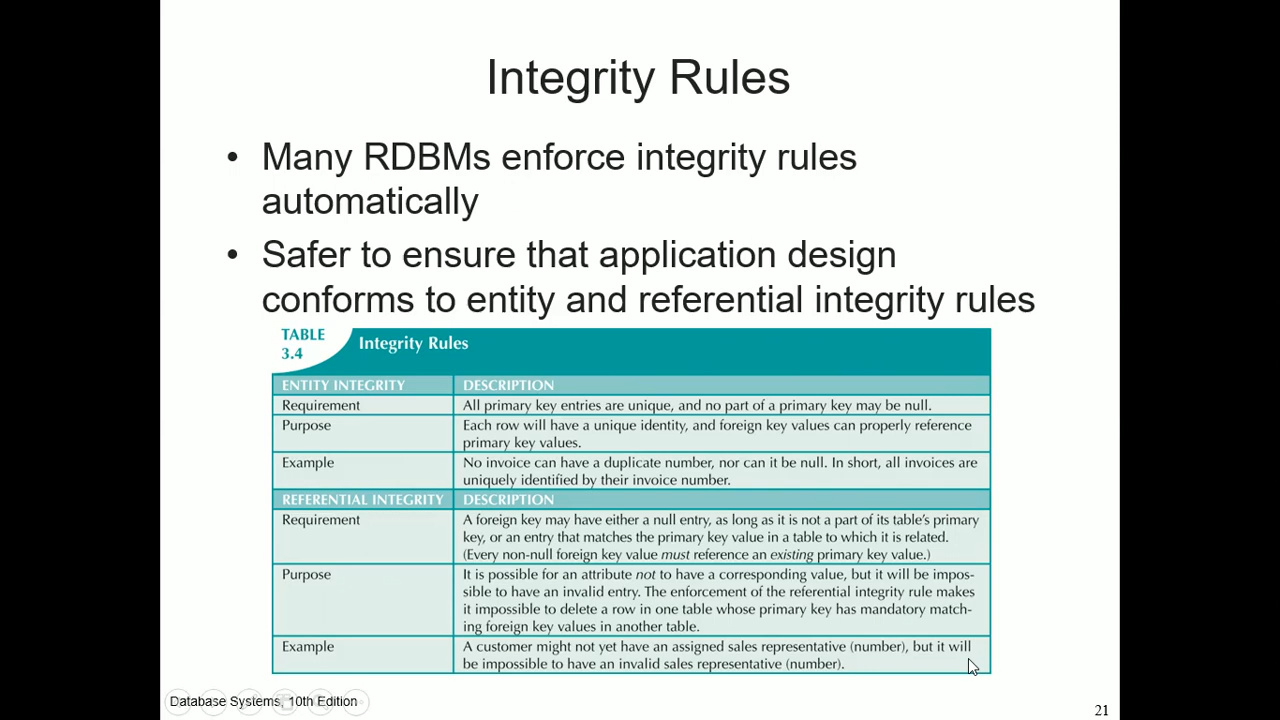 Integrity Rules
• Many RDBMs enforce integrity rules
automatically
• Safer to ensure that application design
conforms to entity and referential integrity rules
TABLE
3.4
Integrity Rules
ENTITY INTEGRITY DESCRIPTION
Requirement All primary key entries are unique, and no part of a primary key may be null.
Purpose Each row will have a unique identity, and foreign key values can properly reference
primary key values.
Example No invoice can have a duplicate number, nor can it be null. In short, all invoices are
uniquely identified by their invoice number.
REFERENTIAL INTEGRITY DESCRIPTION
Requirement A foreign key may have either a null entry, as long as it is not a part of its table's primary
key, or an entry that matches the primary key value in a table to which it is related.
(Every non-null foreign key value must reference an existing primary key value.)
Purpose It is possible for an attribute not to have a corresponding value, but it will be impos-
sible to have an invalid entry. The enforcement of the referential integrity rule makes
it impossible to delete a row in one table whose primary key has mandatory match-
ing foreign key values in another table.
Example A customer might not yet have an assigned sales representative (number), but it will
be impossible to have an invalid sales representative (number).
Database Systems, 10th Edition
21